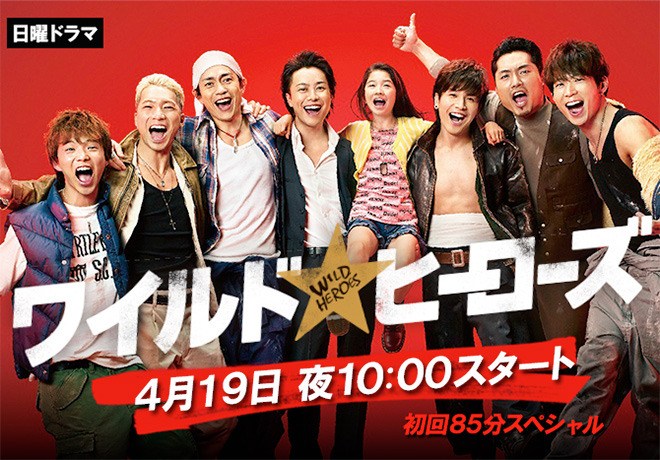 日曜ドラマ
ワイルド
WILD
HEROES
ヒーローズ
4月19日 夜10:00スタート
初回85分スペシャル